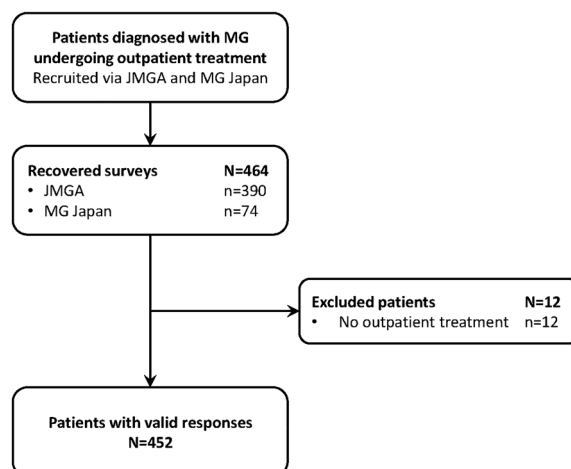 Patients diagnosed with MG
undergoing outpatient treatment
Recruited via JMGA and MG Japan
Recovered surveys N=464
• JMGA n=390
• MG Japan n=74
Excluded patients N=12
• No outpatient treatment n=12
Patients with valid responses
N=452